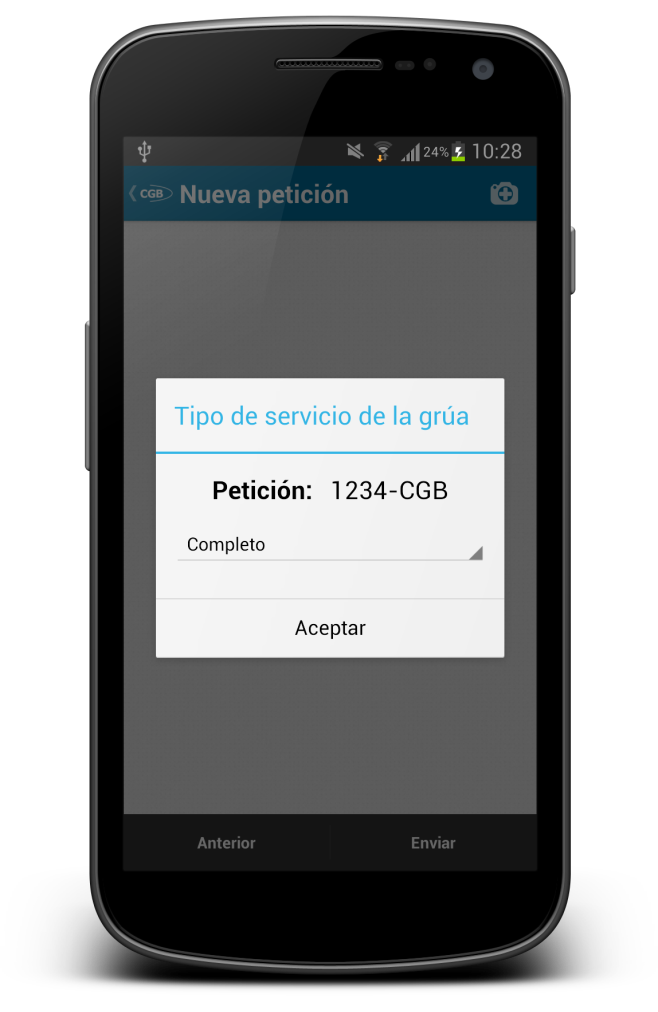 24% 10:28
CGB Nueva petición
Tipo de servicio de la grúa
Petición: 1234-CGB
Completo
Aceptar
Anterior Enviar